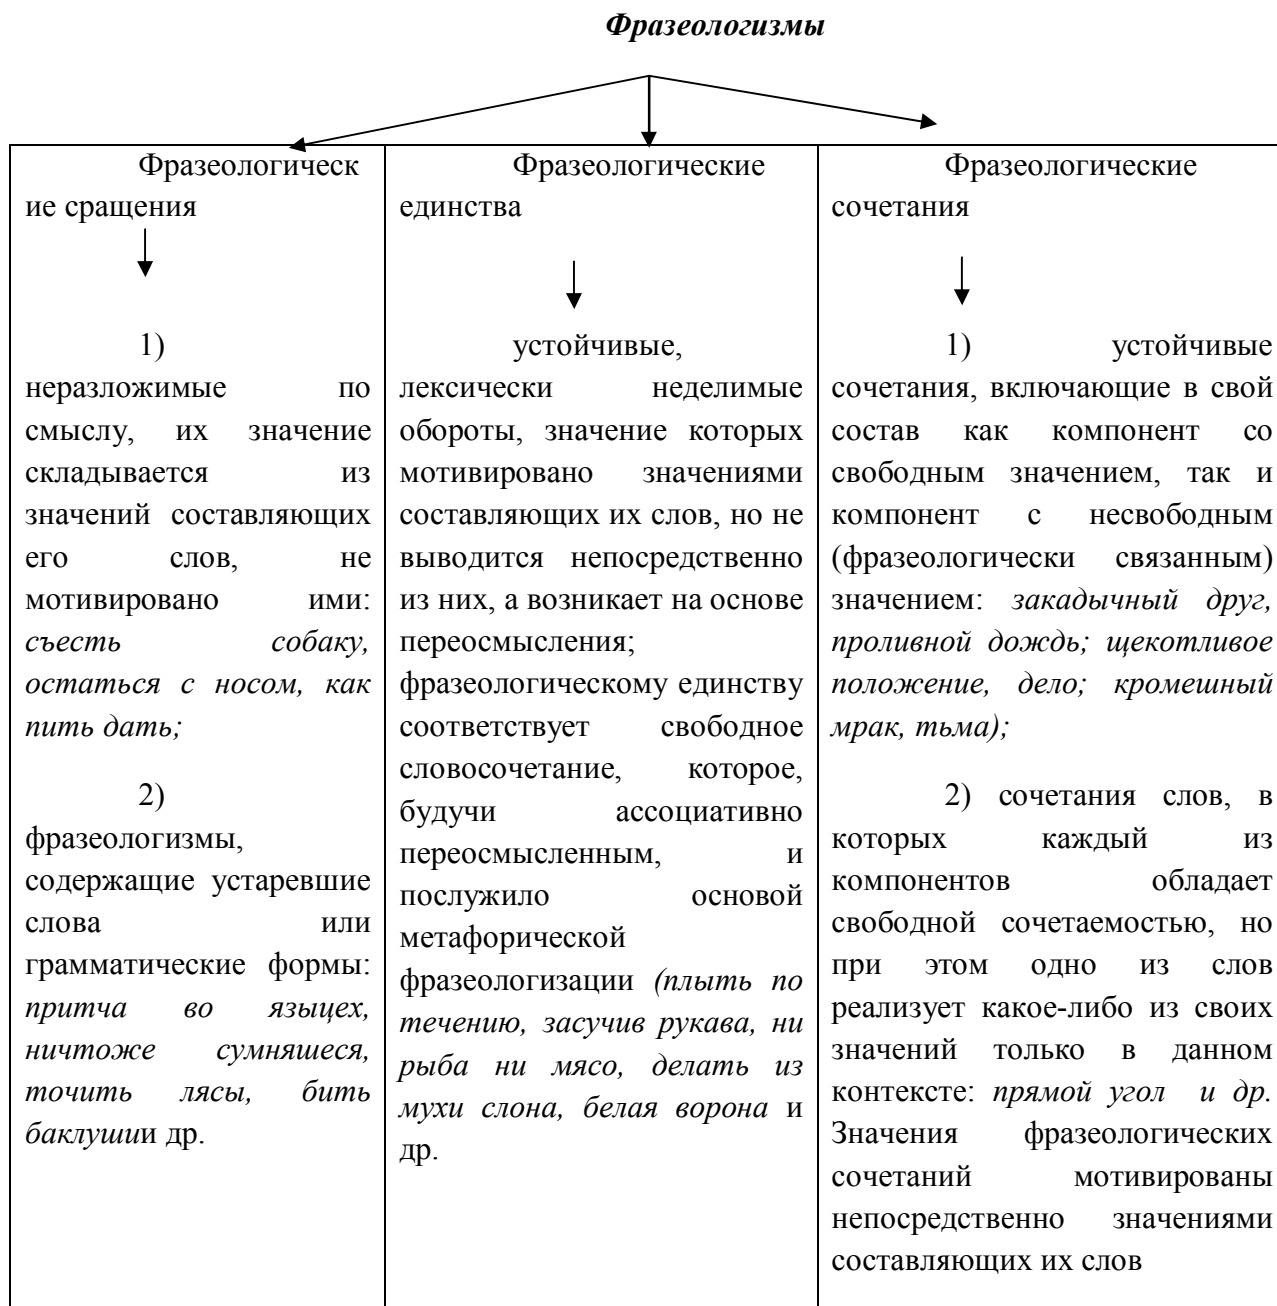 Фразеологизмы
Фразеологическ
ие сращения
1)
неразложимые по
смыслу, их значение
складывается из
значений составляющих
его слов, не
мотивировано ими:
съесть собаку,
остаться с носом, как
пить дать;
2)
фразеологизмы,
содержащие устаревшие
слова или
грамматические формы:
притча во языцех,
ничтоже сумняшеся,
точить лясы, бить
баклушии др.
Фразеологические
единства
устойчивые,
лексически неделимые
обороты, значение которых
мотивировано значениями
составляющих их слов, но не
выводится непосредственно
из них, а возникает на основе
переосмысления;
фразеологическому единству
соответствует свободное
словосочетание, которое,
будучи ассоциативно
переосмысленным, и
послужило основой
метафорической
фразеологизации (плыть по
течению, засучив рукава, ни
рыба ни мясо, делать из
мухи слона, белая ворона и
др.
Фразеологические
сочетания
1) устойчивые
сочетания, включающие в свой
состав как компонент со
свободным значением, так и
компонент с несвободным
(фразеологически связанным)
значением: закадычный друг,
проливной дождь; щекотливое
положение, дело; кромешный
мрак, тьма);
2) сочетания слов, в
которых каждый из
компонентов обладает
свободной сочетаемостью, но
при этом одно из слов
реализует какое-либо из своих
значений только в данном
контексте: прямой угол и др.
Значения фразеологических
сочетаний мотивированы
непосредственно значениями
составляющих их слов